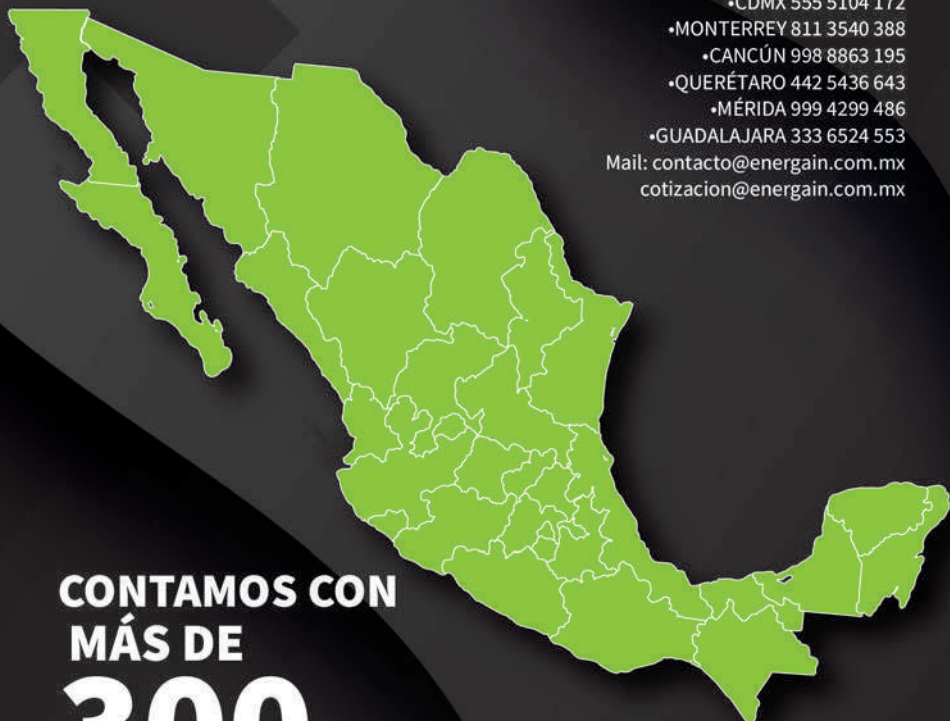 •CDMX 555 5104 172
•MONTERREY 811 3540 388
•CANCÚN 998 8863 195
•QUERÉTARO 442 5436 643
•MÉRIDA 999 4299 486
•GUADALAJARA 333 6524 553
Mail: contacto@energain.com.mx
cotizacion@energain.com.mx
CONTAMOS CON
MÁS DE
300